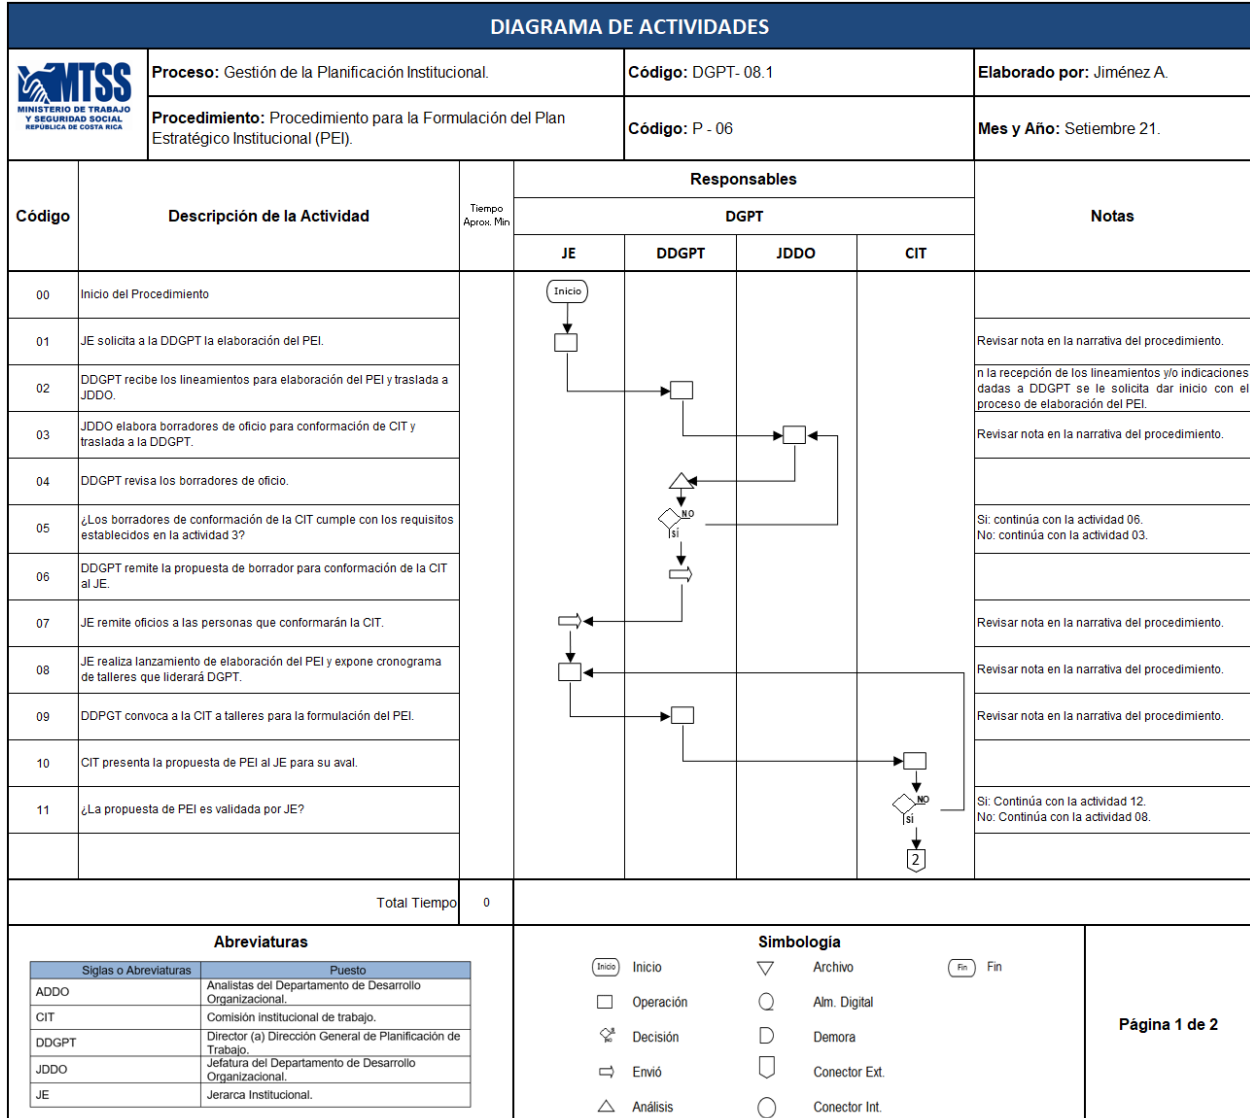 DIAGRAMA DE ACTIVIDADES
MTSS
MINISTERIO DE TRABAJO
Y SEGURIDAD SOCIAL
REPÚBLICA DE COSTA RICA
Proceso: Gestión de la Planificación Institucional.
Código: DGPT- 08.1
Elaborado por: Jiménez A.
Procedimiento: Procedimiento para la Formulación del Plan
Estratégico Institucional (PEI).
Código: P - 06
Mes y Año: Setiembre 21.
Código
Descripción de la Actividad
Tiempo
Aprox. Min
Responsables
DGPT
JE
DDGPT
JDDO
CIT
Notas
00
Inicio del Procedimiento
Inicio
01
JE solicita a la DDGPT la elaboración del PEI.
Revisar nota en la narrativa del procedimiento.
02
DDGPT recibe los lineamientos para elaboración del PEI y traslada a
JDDO.
n la recepción de los lineamientos y/o indicaciones
dadas a DDGPT se le solicita dar inicio con el
proceso de elaboración del PEI.
03
JDDO elabora borradores de oficio para conformación de CIT y
traslada a la DDGPT.
Revisar nota en la narrativa del procedimiento.
04
DDGPT revisa los borradores de oficio.
05
¿Los borradores de conformación de la CIT cumple con los requisitos
establecidos en la actividad 3?
NO
sí
Si: continúa con la actividad 06.
No: continúa con la actividad 03.
06
DDGPT remite la propuesta de borrador para conformación de la CIT
al JE.
07
JE remite oficios a las personas que conformarán la CIT.
Revisar nota en la narrativa del procedimiento.
08
JE realiza lanzamiento de elaboración del PEI y expone cronograma
de talleres que liderará DGPT.
Revisar nota en la narrativa del procedimiento.
09
DDPGT convoca a la CIT a talleres para la formulación del PEI.
Revisar nota en la narrativa del procedimiento.
10
CIT presenta la propuesta de PEI al JE para su aval.
11
¿La propuesta de PEI es validada por JE?
NO
sí
Si: Continúa con la actividad 12.
No: Continúa con la actividad 08.
2
Total Tiempo
0
Abreviaturas
Siglas o Abreviaturas
Puesto
ADDO
Analistas del Departamento de Desarrollo
Organizacional.
CIT
Comisión institucional de trabajo.
DDGPT
Director (a) Dirección General de Planificación de
Trabajo.
JDDO
Jefatura del Departamento de Desarrollo
Organizacional.
JE
Jerarca Institucional.
Simbología
Inicio
Inicio
Archivo
Fin
Fin
Operación
Alm. Digital
Decisión
Demora
Envió
Conector Ext.
Análisis
Conector Int.
Página 1 de 2